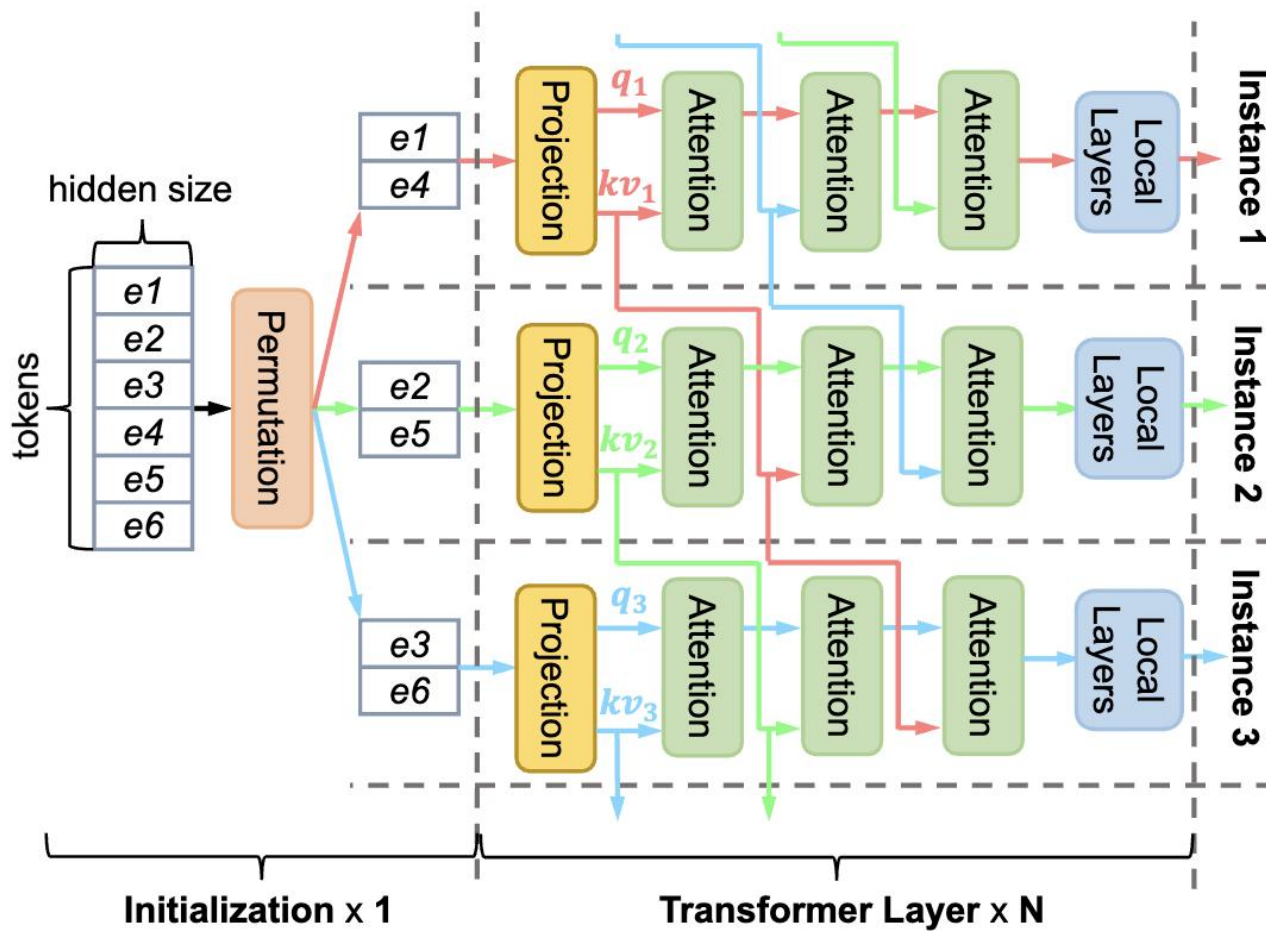 hidden size
tokens
e1
e2
e3
e4
e5
e6
Permutation
e1
e4
e2
e5
e3
e6
Projection
q1
kv1
Attention
Attention
Attention
Local Layers
Instance 1
Projection
q2
kv2
Attention
Attention
Attention
Local Layers
Instance 2
Projection
q3
kv3
Attention
Attention
Attention
Local Layers
Instance 3
Initialization x 1
Transformer Layer x N